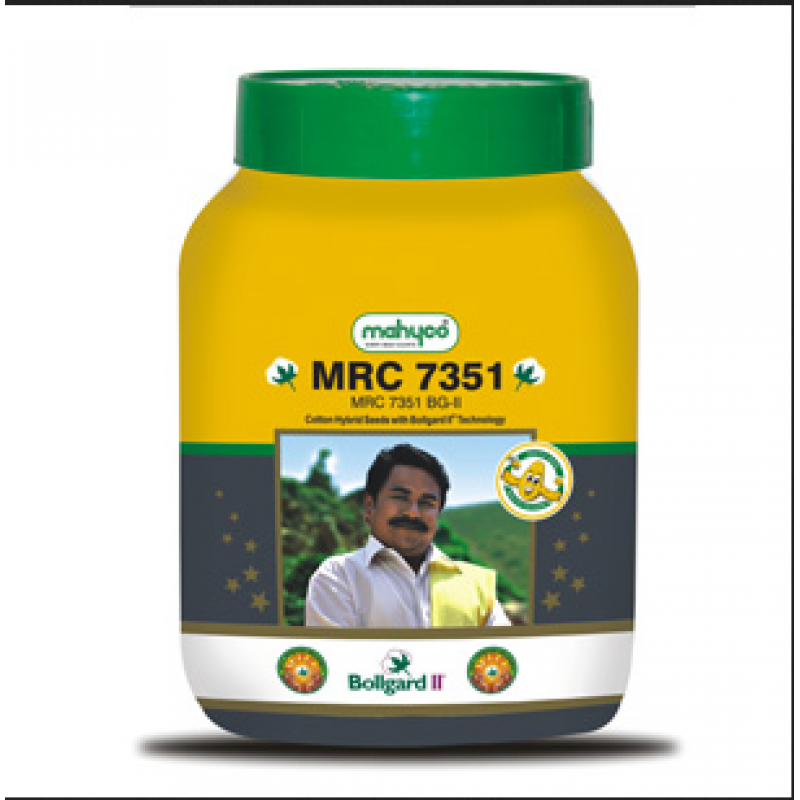 mahyco
MRC 7351
MRC 7351 BG-II
Cotton Hybrid Seeds with Bollgard II® Technology
Bollgard II®